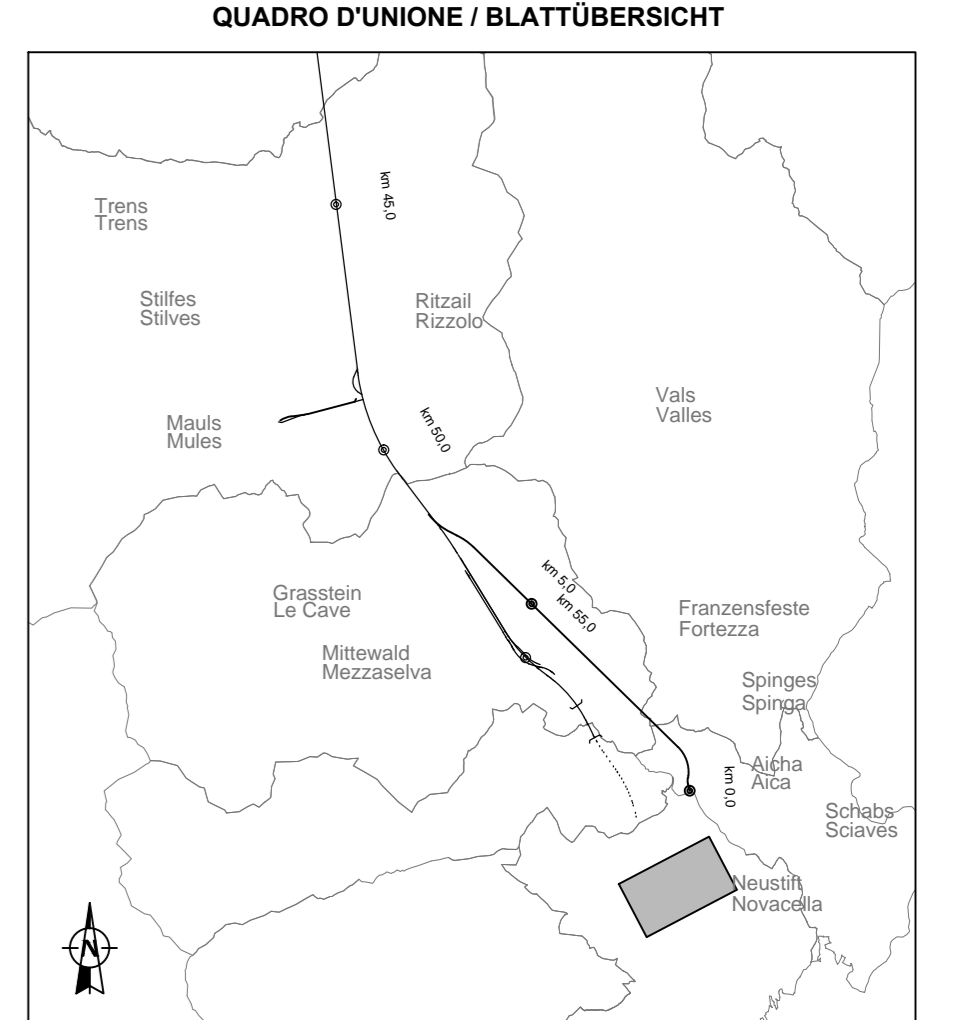 QUADRO D'UNIONE / BLATTÜBERSICHT
km 45,0
Trens
Trens
Stilfes
Stilves
Ritzail
Rizzolo
Vals
Valles
Mauls
Mules
km 50,0
km 5,0
km 55,0
Grasstein
Le Cave
Franzensfeste
Fortezza
Mittewald
Mezzaselva
Spinges
Spinga
Aicha
Aica
km 0,0
Schabs
Sciaves
Neustift
Novacella
N